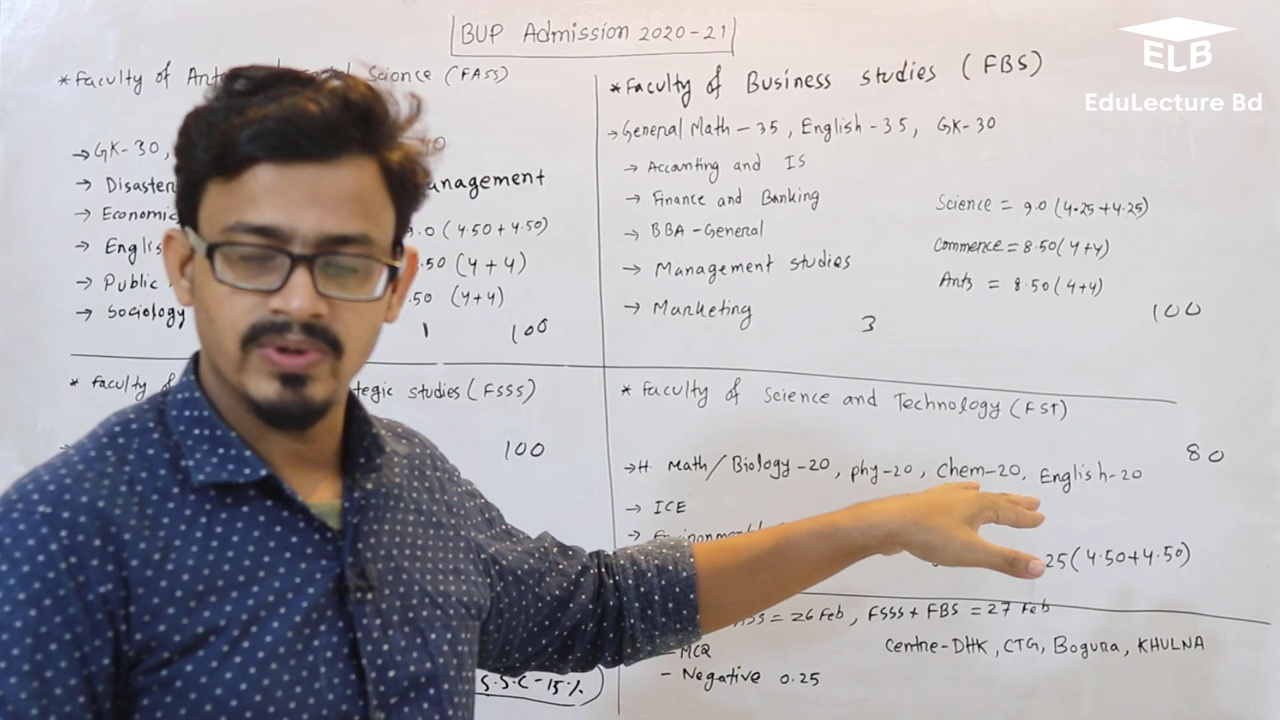 BUP Admission 2020-21
ELB
EduLecture Bd
* Faculty of Science (FASS)
→ GK-30,
→ Disaster anagement
→ Economic .0 (4.50 + 4.50)
→ Englis .50 (4+4)
→ Public .50 (4+4)
→ Sociology 1 100
* Faculty of Business Studies (FBS)
→ General Math - 35, English - 35, GK-30
→ Accounting and IS
→ Finance and Banking
→ BBA - General
→ Management studies
→ Marketing 3
Science = 9.0 (4.25+4.25)
Commerce = 8.50 (4+4)
Arts = 8.50 (4+4)
100
* Faculty of tegic studies (FSSS)
100
S.S.C - 15%
* Faculty of Science and Technology (FST)
80
→ H. Math/Biology-20, phy-20, Chem-20, English-20
→ ICE
25 (4.50+4.50)
= 26 Feb, FSSS + FBS = 27 Feb
- MCQ
- Negative 0.25
Centre-DHK, CTG, Bogura, KHULNA